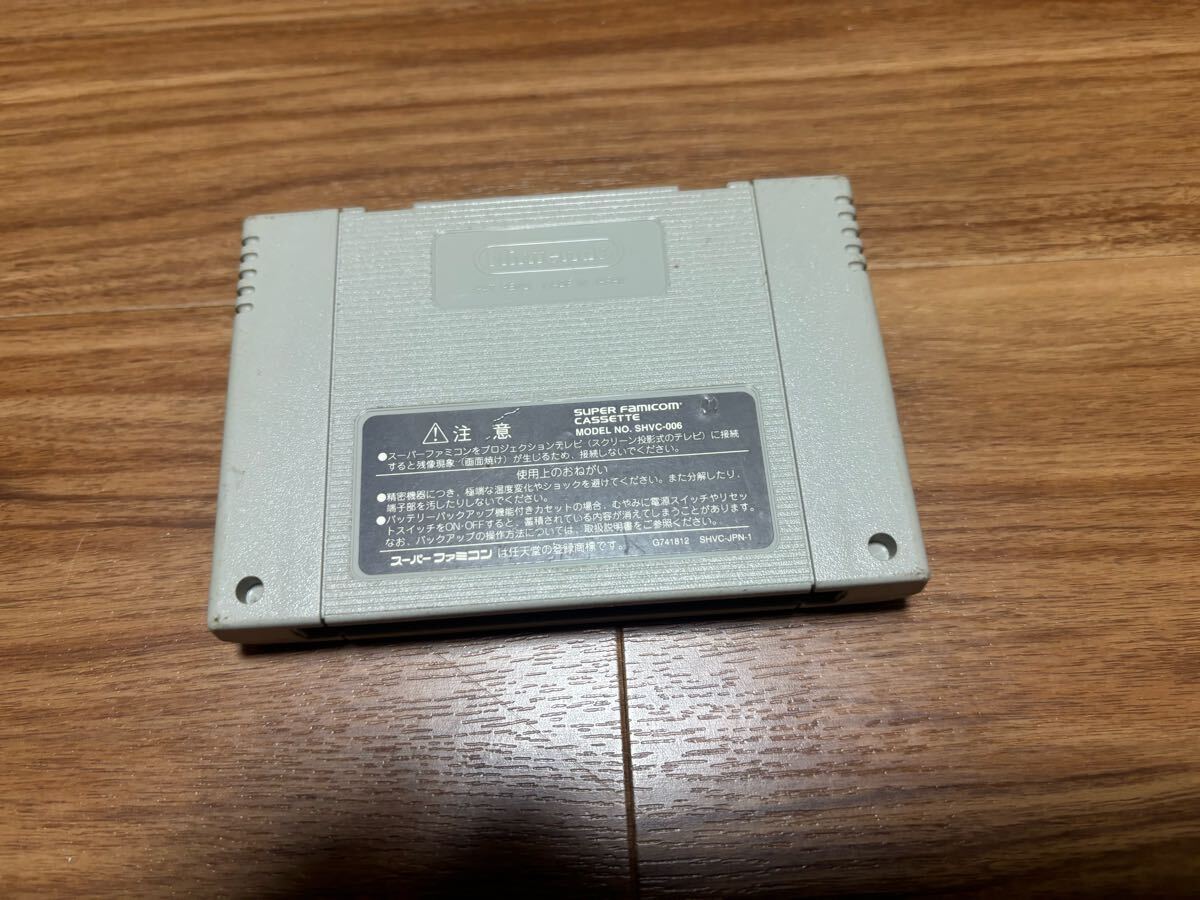 Nintendo
⚠注意
SUPER Famicom
CASSETTE
MODEL NO. SHVC-006
●スーパーファミコンをプロジェクションテレビ(スクリーン投影式のテレビ)に接続
すると残像現象(画面焼け)が生じるため、接続しないでください。
使用上のおねがい
●精密機器につき、極端な温度変化やショックを避けてください。また分解したり、
端子部を汚したりしないでください。
●バッテリーバックアップ機能付きカセットの場合、むやみに電源スイッチやリセッ
トスイッチをON・OFFすると、蓄積されている内容が消えてしまうことがあります。
なお、バックアップの操作方法については、取扱説明書をご参照ください。
スーパーファミコンは任天堂の登録商標です。
G741812 SHVC-JPN-1